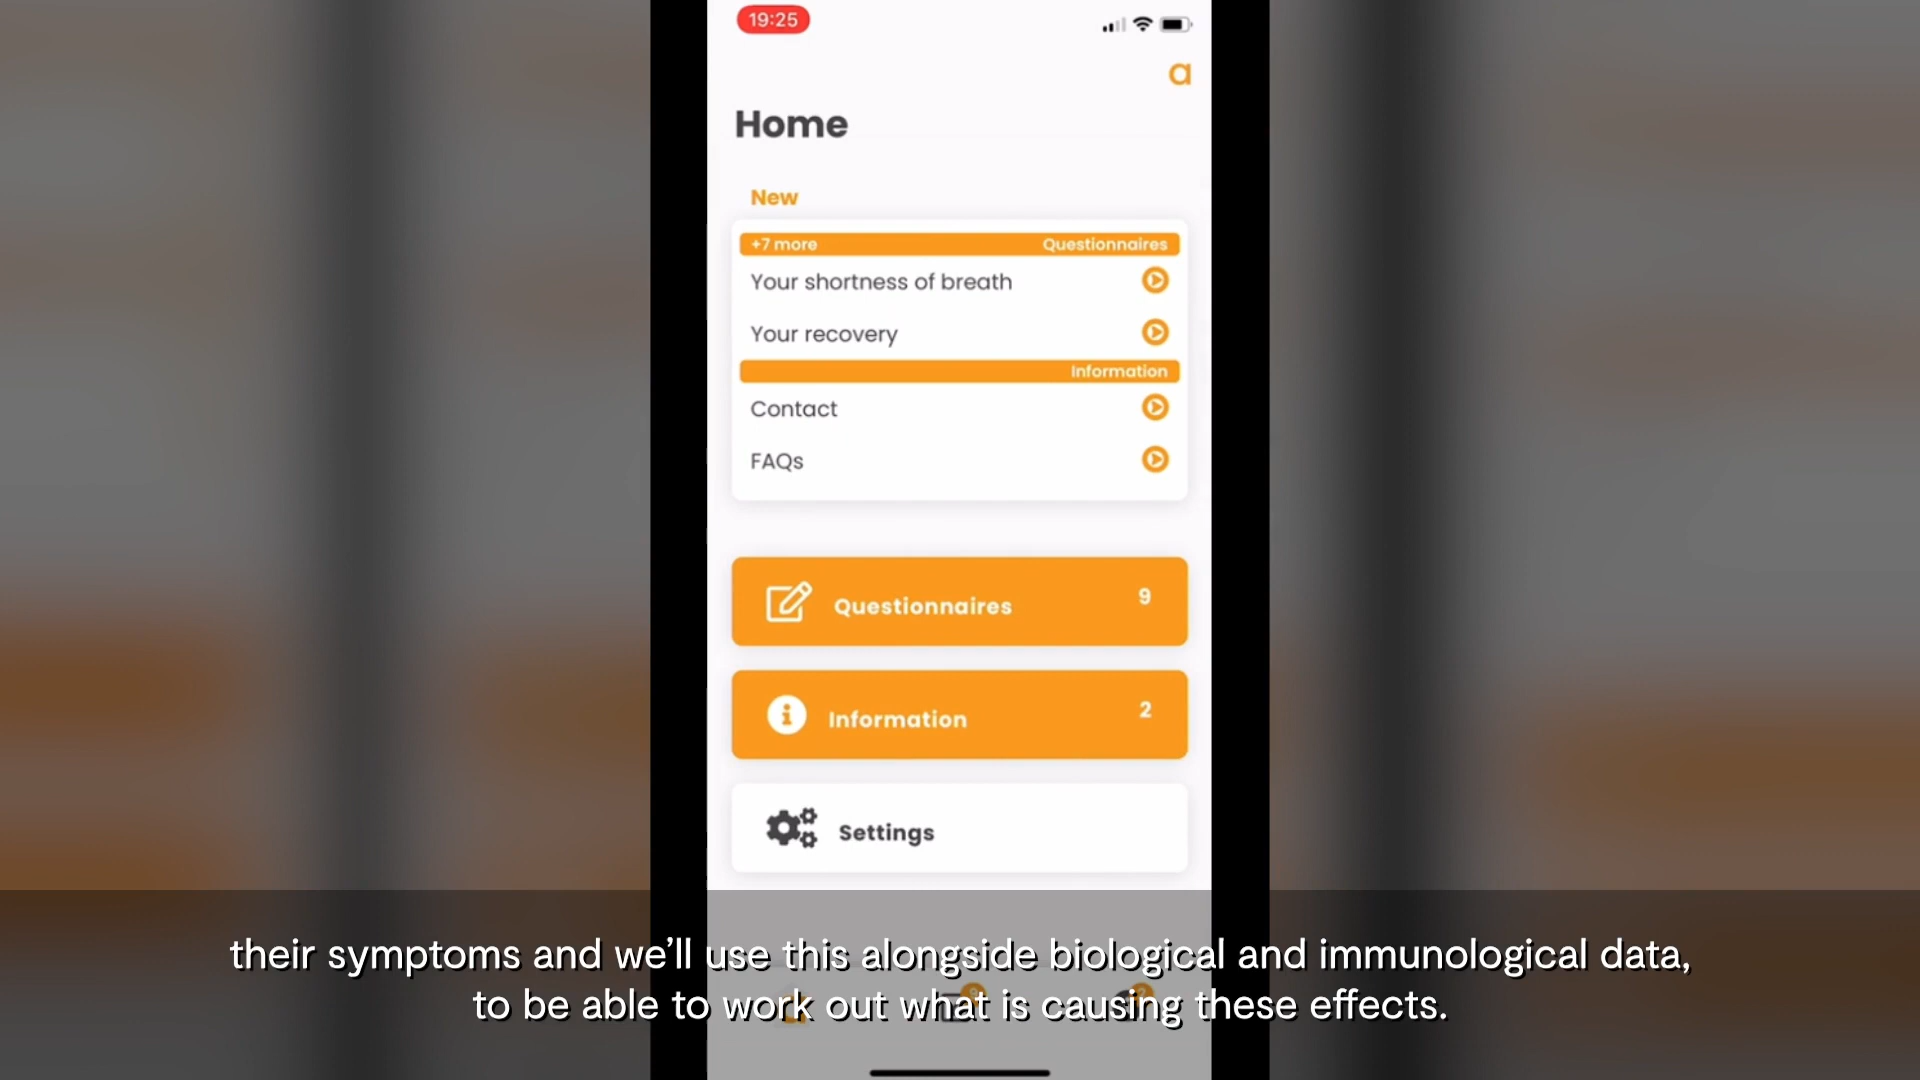 19:25
a
Home
New
+7 more Questionnaires
Your shortness of breath
Your recovery
Information
Contact
FAQs
Questionnaires 9
Information 2
Settings
their symptoms and we’ll use this alongside biological and immunological data,
to be able to work out what is causing these effects.